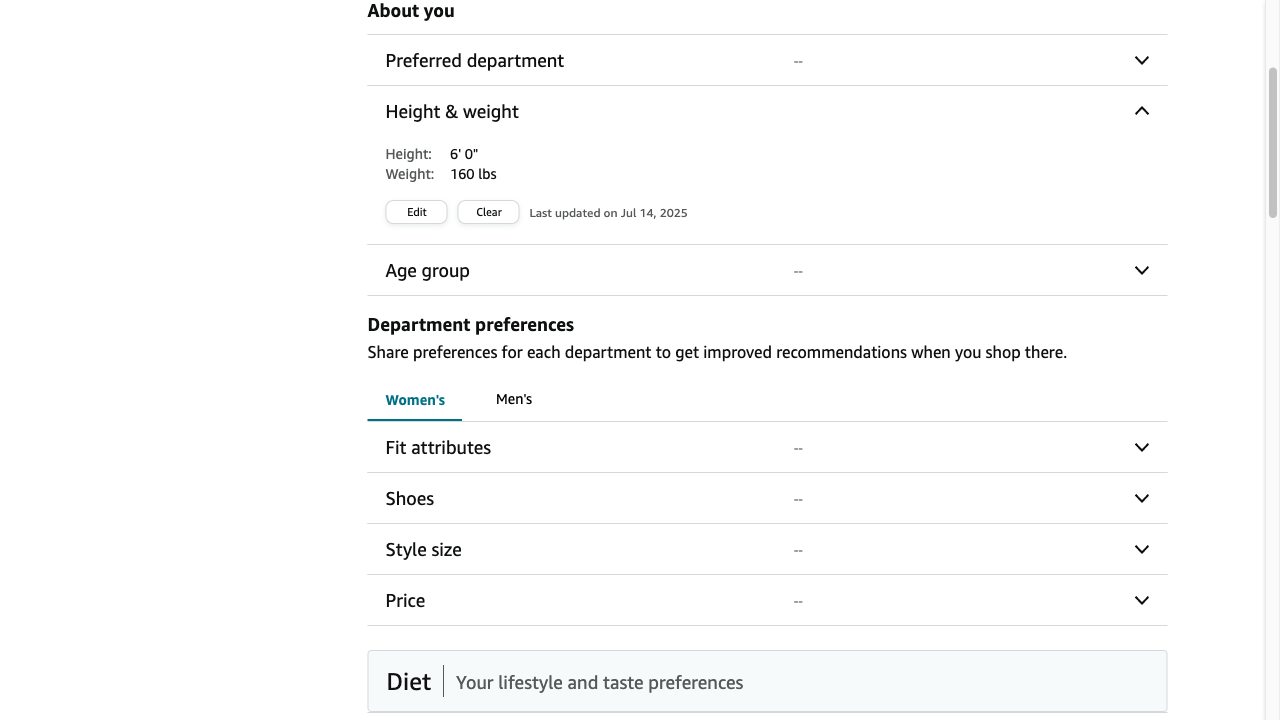 About you
Preferred department --
Height & weight
Height: 6' 0"
Weight: 160 lbs
Edit Clear Last updated on Jul 14, 2025
Age group --
Department preferences
Share preferences for each department to get improved recommendations when you shop there.
Women's Men's
Fit attributes --
Shoes --
Style size --
Price --
Diet Your lifestyle and taste preferences